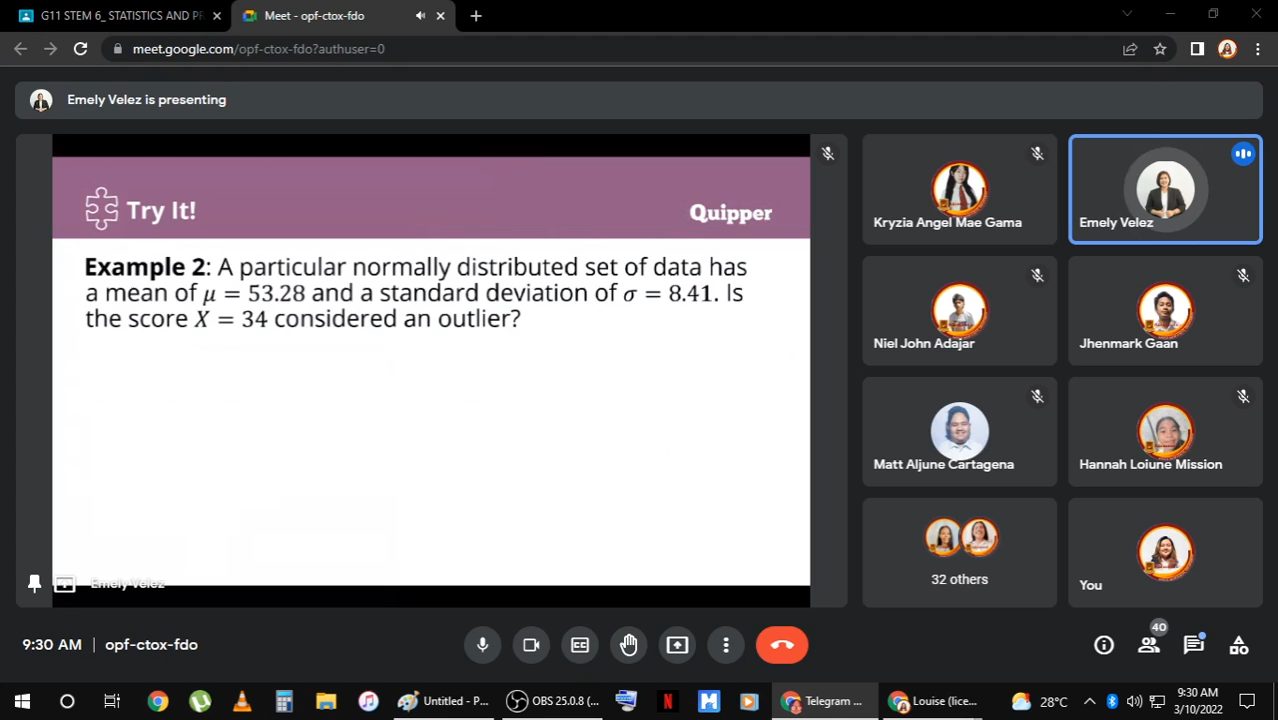 G11 STEM 6_ STATISTICS AND PR
Meet - opf-ctox-fdo
meet.google.com/opf-ctox-fdo?authuser=0
Emely Velez is presenting
Try It!
Quipper
Example 2: A particular normally distributed set of data has
a mean of μ = 53.28 and a standard deviation of σ = 8.41. Is
the score X = 34 considered an outlier?
Emely Velez
Kryzia Angel Mae Gama
Emely Velez
Niel John Adajar
Jhenmark Gaan
Matt Aljune Cartagena
Hannah Loiune Mission
32 others
You
9:30 AM | opf-ctox-fdo
CC
40
Untitled - P...
OBS 25.0.8 (...
Telegram ...
Louise (lice...
28°C
9:30 AM
3/10/2022